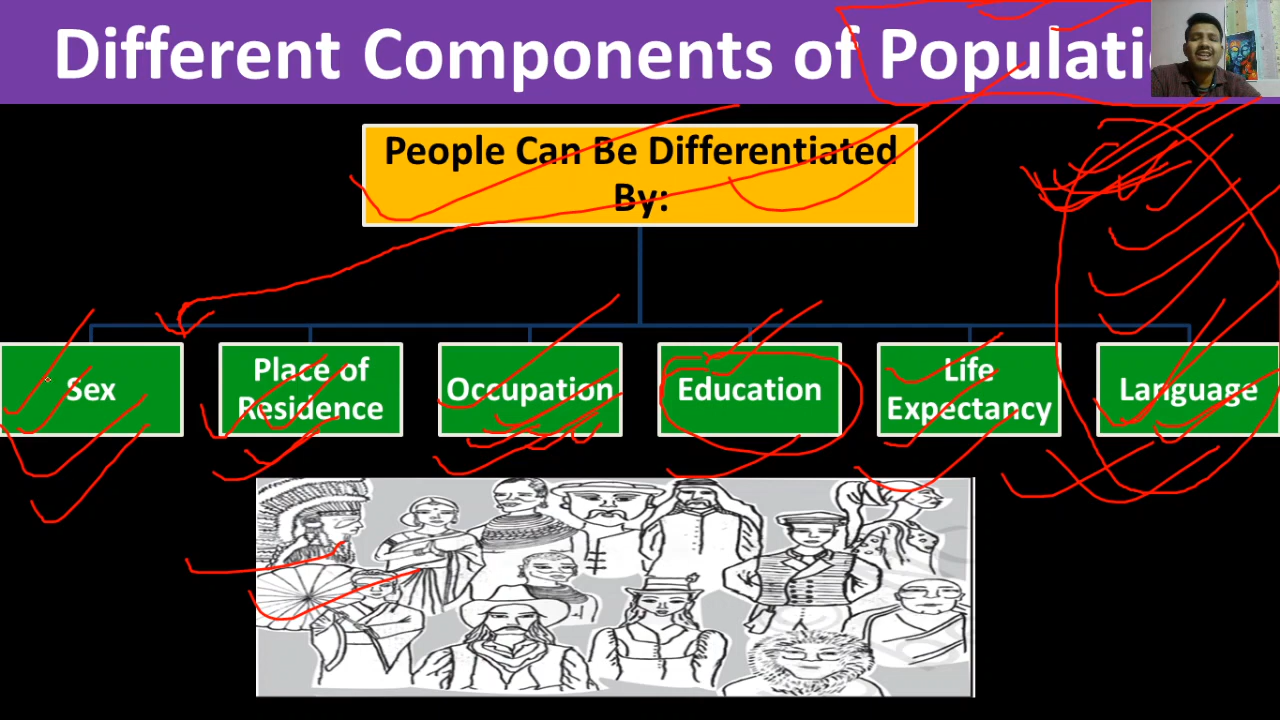 Different Components of Populati
People Can Be Differentiated
By:
Sex
Place of
Residence
Occupation
Education
Life
Expectancy
Language